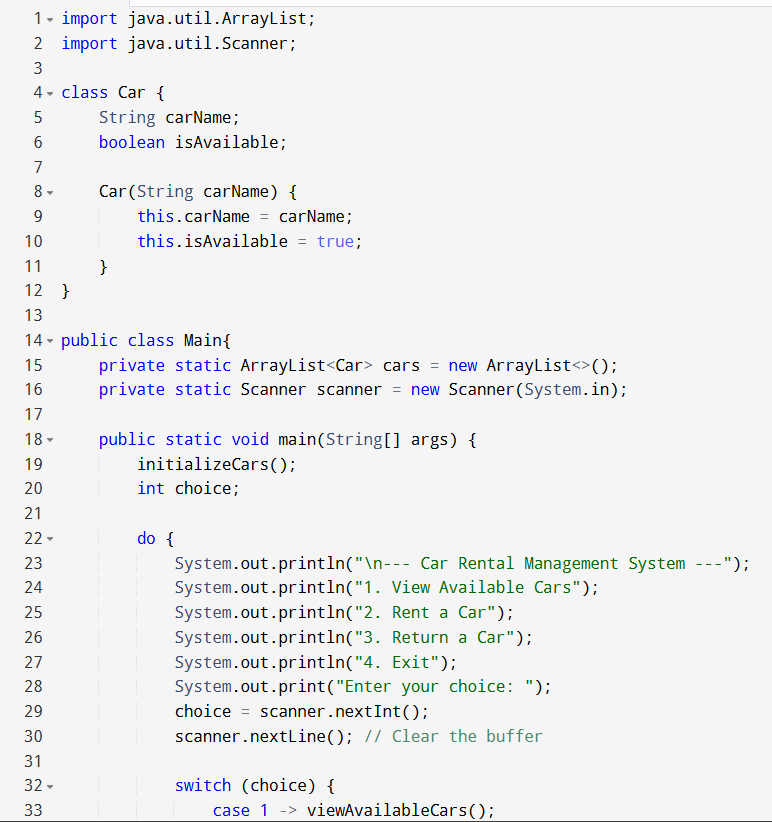 1 import java.util.ArrayList;
2 import java.util.Scanner;
3
4 class Car {
5     String carName;
6     boolean isAvailable;
7
8     Car(String carName) {
9         this.carName = carName;
10         this.isAvailable = true;
11     }
12 }
13
14 public class Main{
15     private static ArrayList<Car> cars = new ArrayList<>();
16     private static Scanner scanner = new Scanner(System.in);
17
18     public static void main(String[] args) {
19         initializeCars();
20         int choice;
21
22         do {
23             System.out.println("\n--- Car Rental Management System ---");
24             System.out.println("1. View Available Cars");
25             System.out.println("2. Rent a Car");
26             System.out.println("3. Return a Car");
27             System.out.println("4. Exit");
28             System.out.print("Enter your choice: ");
29             choice = scanner.nextInt();
30             scanner.nextLine(); // Clear the buffer
31
32             switch (choice) {
33                 case 1 -> viewAvailableCars();